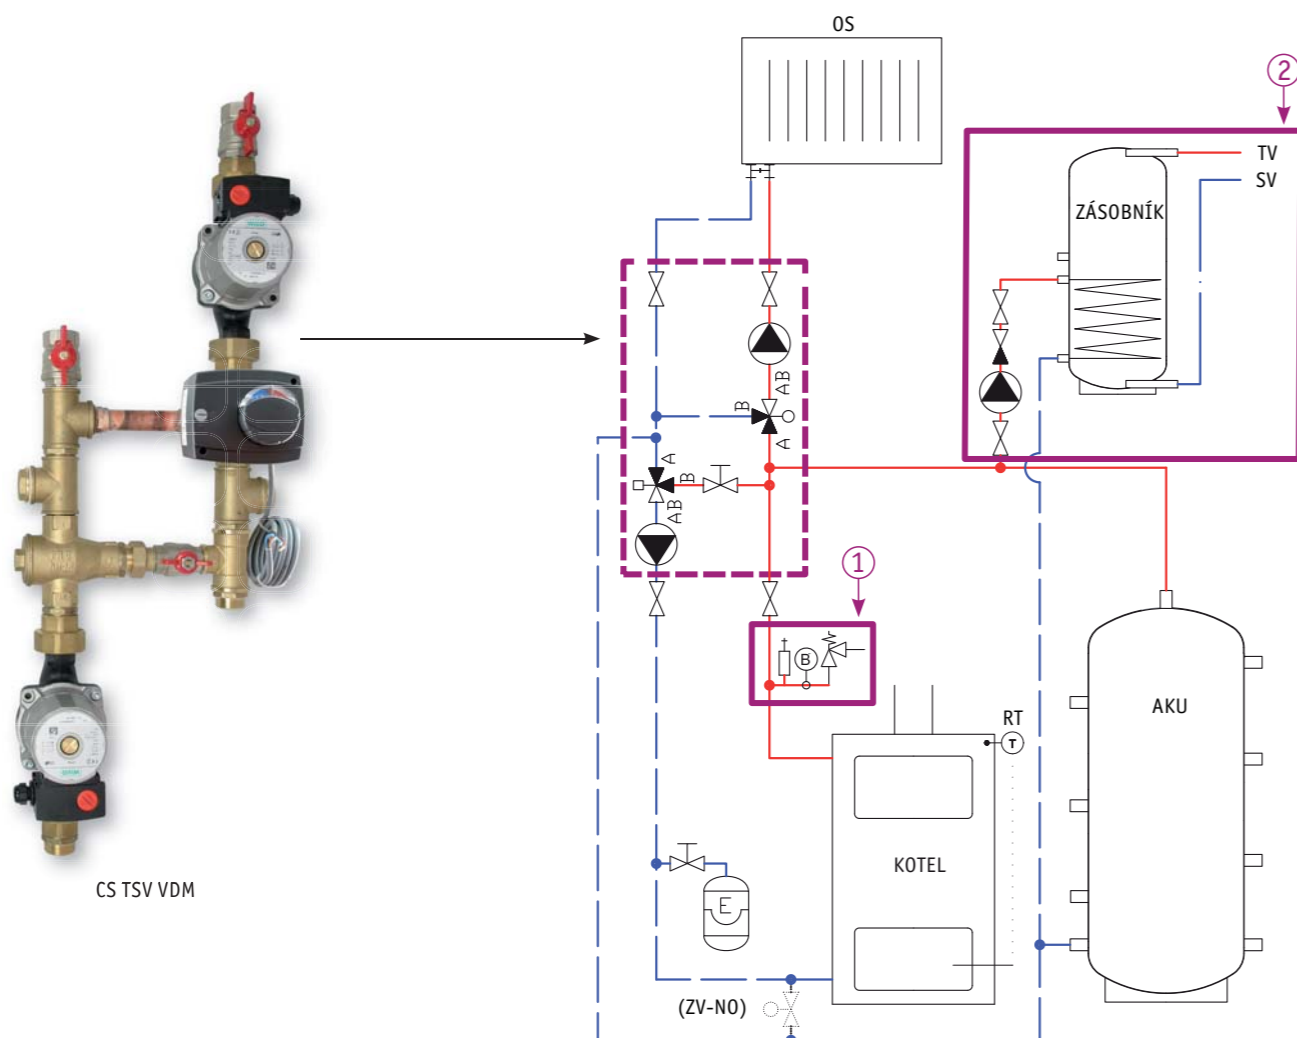 OS
2
TV
SV
ZÁSOBNÍK
AB
B
A
A
B
AB
1
B
RT
T
AKU
KOTEL
E
CS TSV VDM
(ZV-NO)